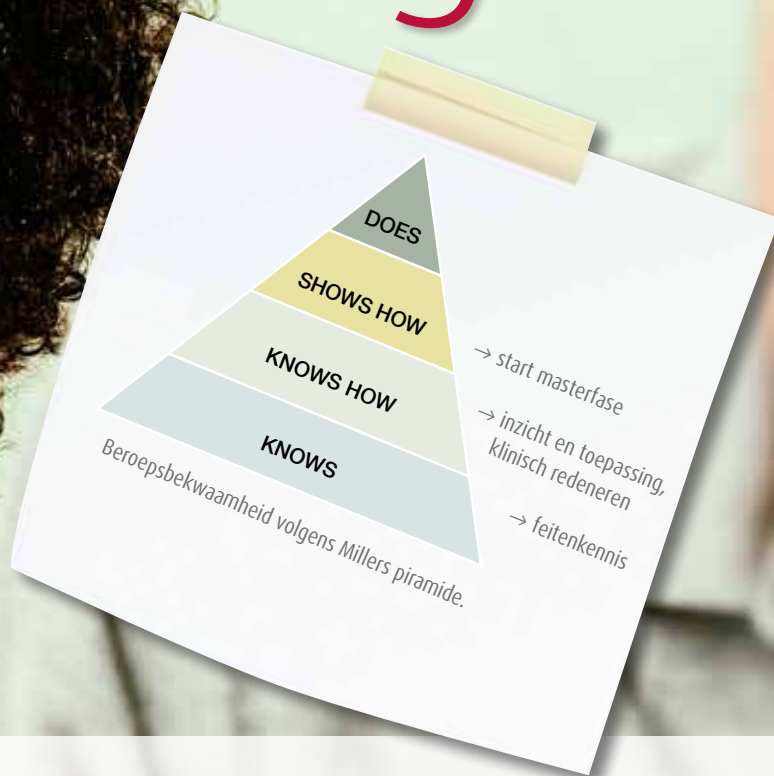 DOES
SHOWS HOW
KNOWS HOW
KNOWS
→ start masterfase
→ inzicht en toepassing,
klinisch redeneren
→ feitenkennis
Beroepsbekwaamheid volgens Millers piramide.